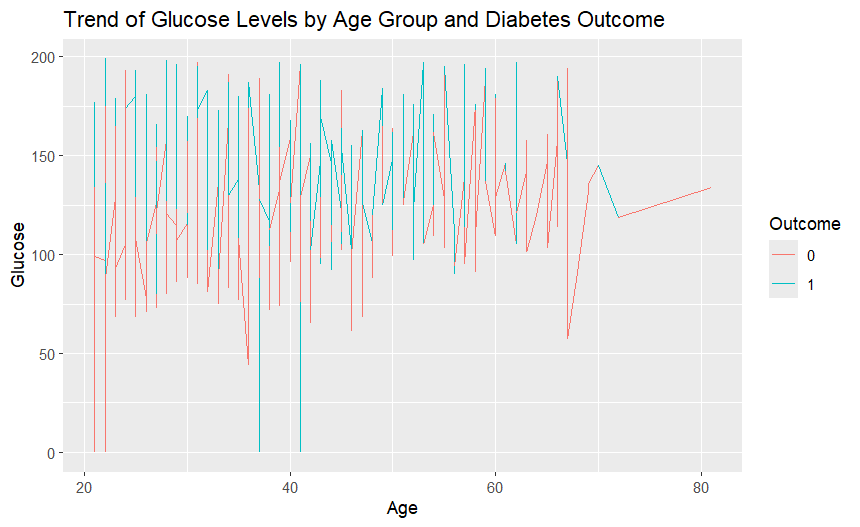 Trend of Glucose Levels by Age Group and Diabetes Outcome
200
150
100
50
0
Glucose
20
40
60
80
Age
Outcome
0
1